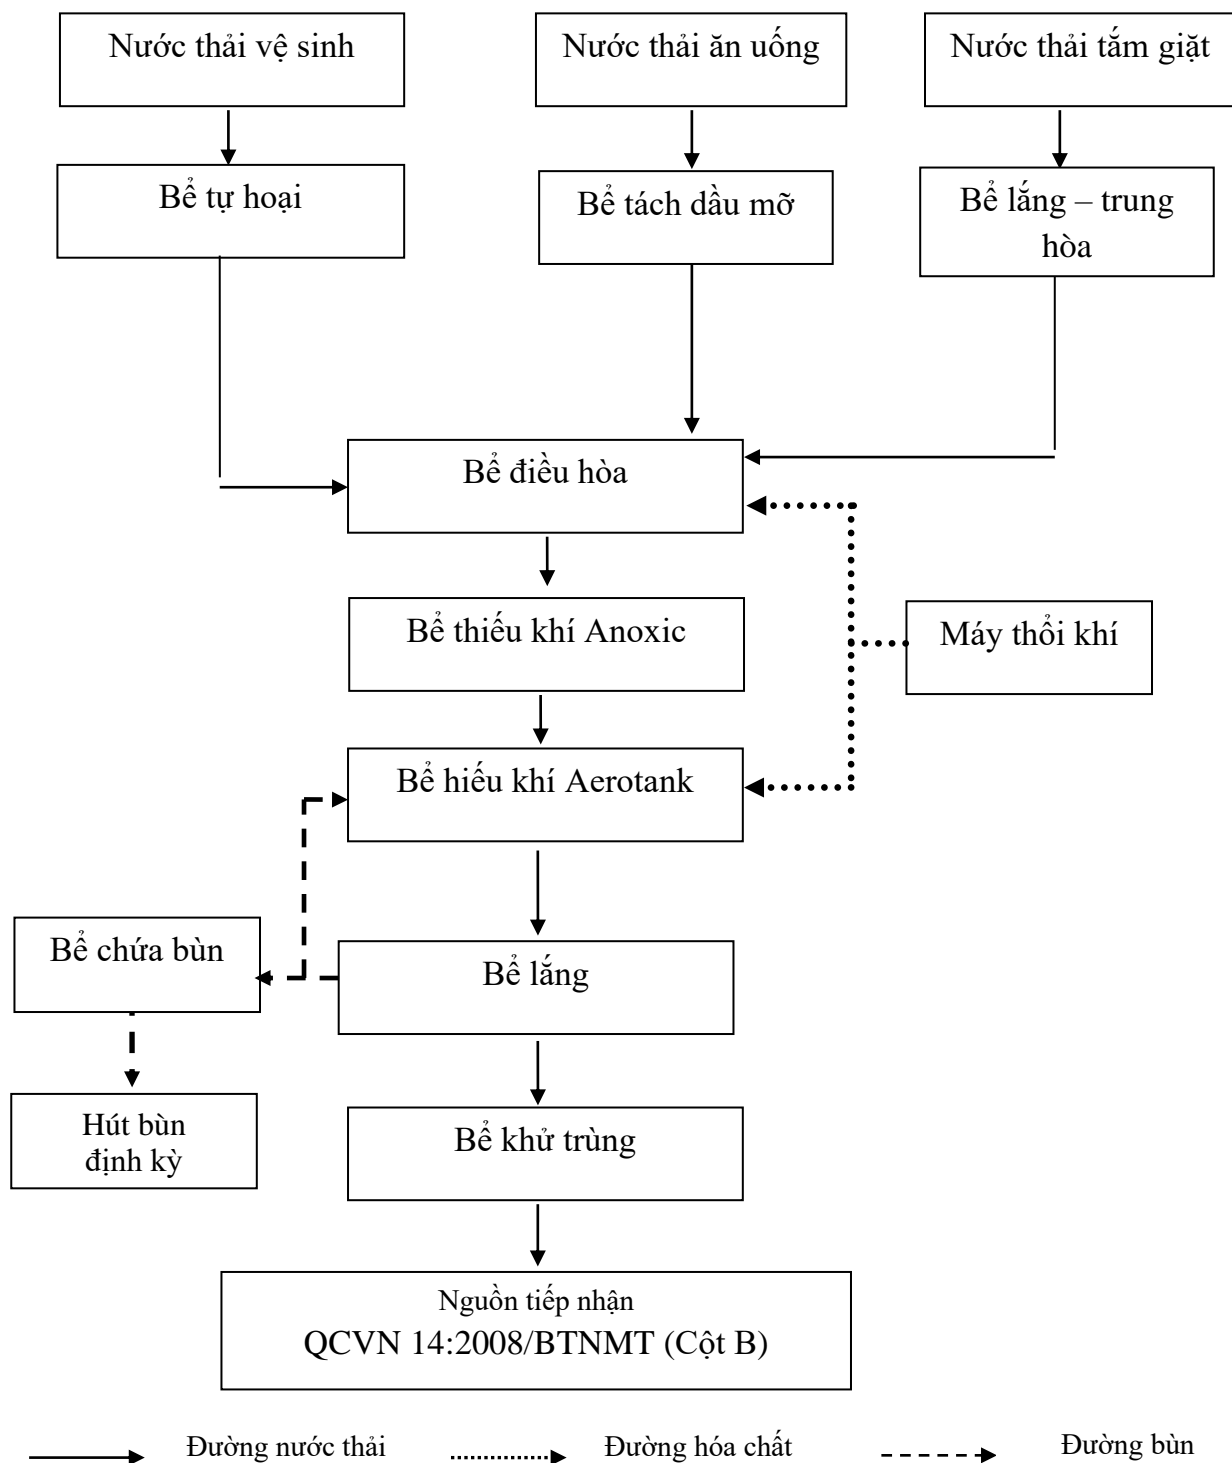 Nước thải vệ sinh
Nước thải ăn uống
Nước thải tắm giặt
Bể tự hoại
Bể tách dầu mỡ
Bể lắng – trung
hòa
Bể điều hòa
Bể thiếu khí Anoxic
Máy thổi khí
Bể hiếu khí Aerotank
Bể chứa bùn
Bể lắng
Hút bùn
định kỳ
Bể khử trùng
Nguồn tiếp nhận
QCVN 14:2008/BTNMT (Cột B)
Đường nước thải
Đường hóa chất
Đường bùn